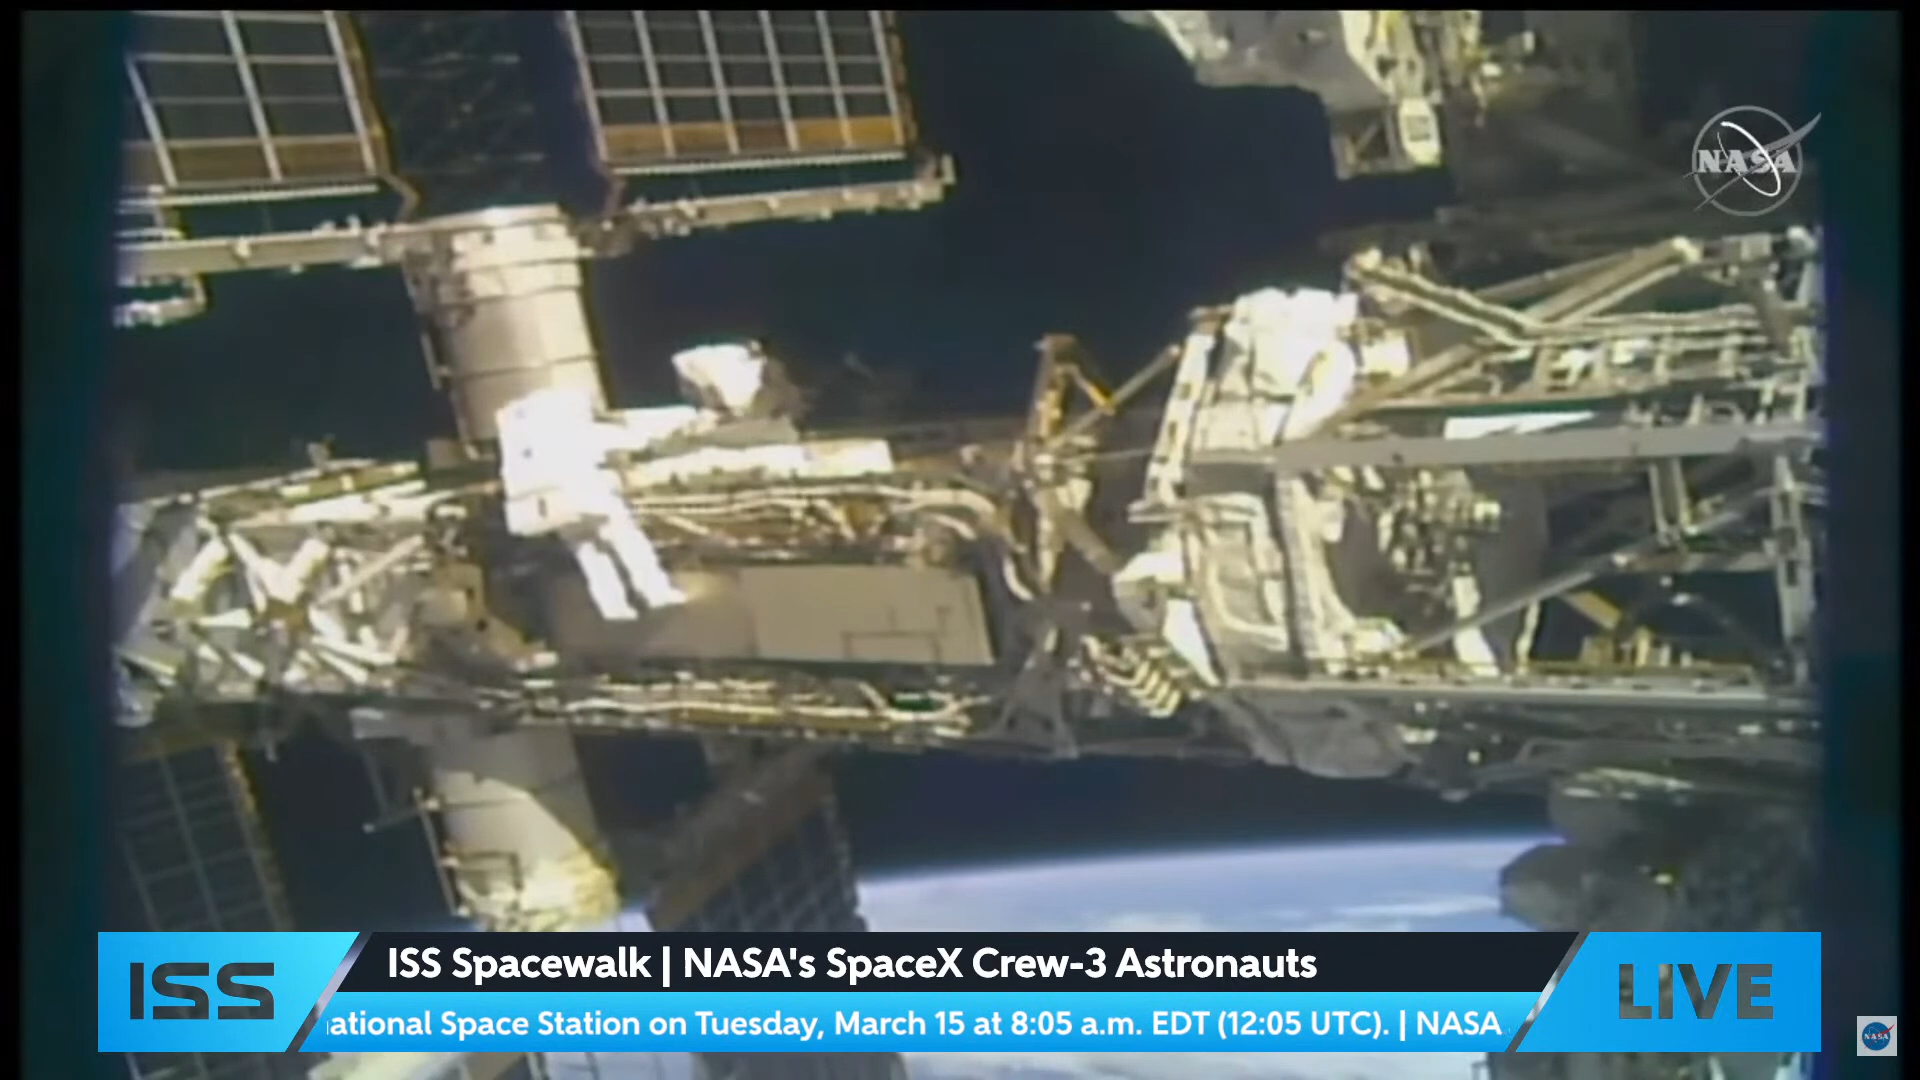 NASA
ISS Spacewalk | NASA's SpaceX Crew-3 Astronauts
ISS
LIVE
ational Space Station on Tuesday, March 15 at 8:05 a.m. EDT (12:05 UTC). | NASA
NASA